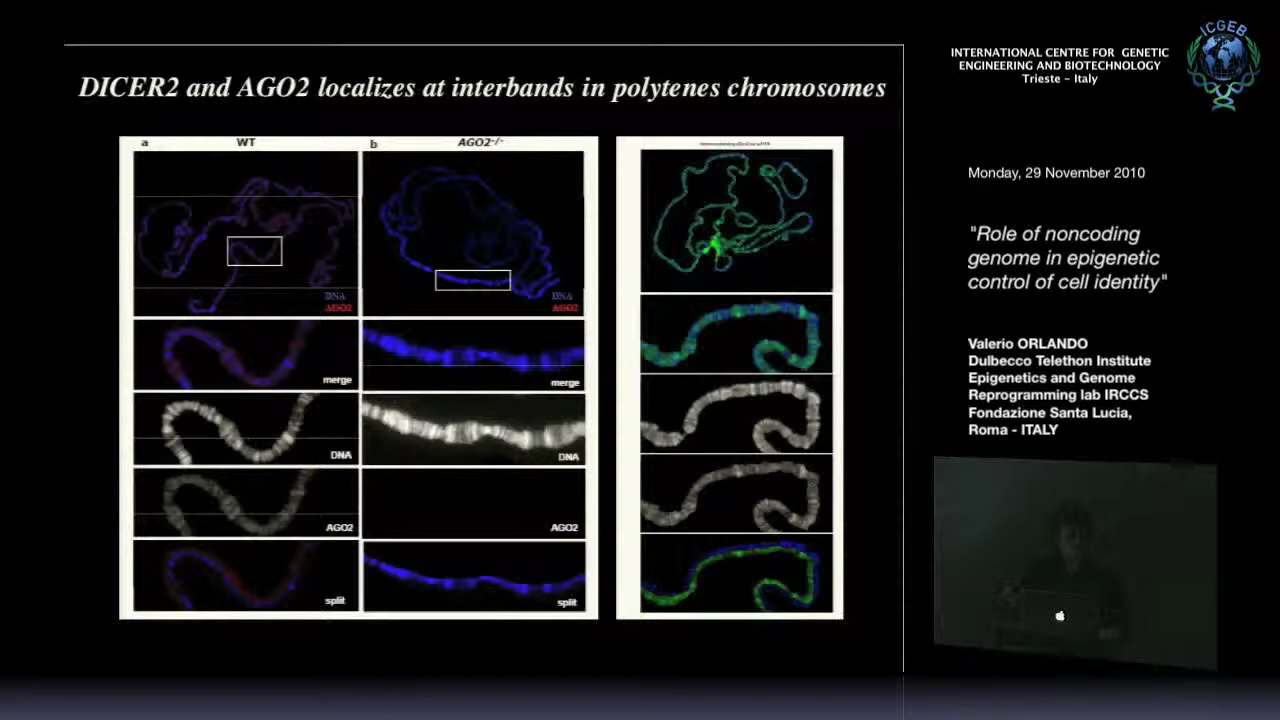 DICER2 and AGO2 localizes at interbands in polytenes chromosomes
a WT b AGO2-/-
DNA
AGO2
DNA
AGO2
merge
merge
DNA
DNA
AGO2
AGO2
split
split
ICGEB
INTERNATIONAL CENTRE FOR GENETIC
ENGINEERING AND BIOTECHNOLOGY
Trieste - Italy
Monday, 29 November 2010
"Role of noncoding
genome in epigenetic
control of cell identity"
Valerio ORLANDO
Dulbecco Telethon Institute
Epigenetics and Genome
Reprogramming lab IRCCS
Fondazione Santa Lucia,
Roma - ITALY